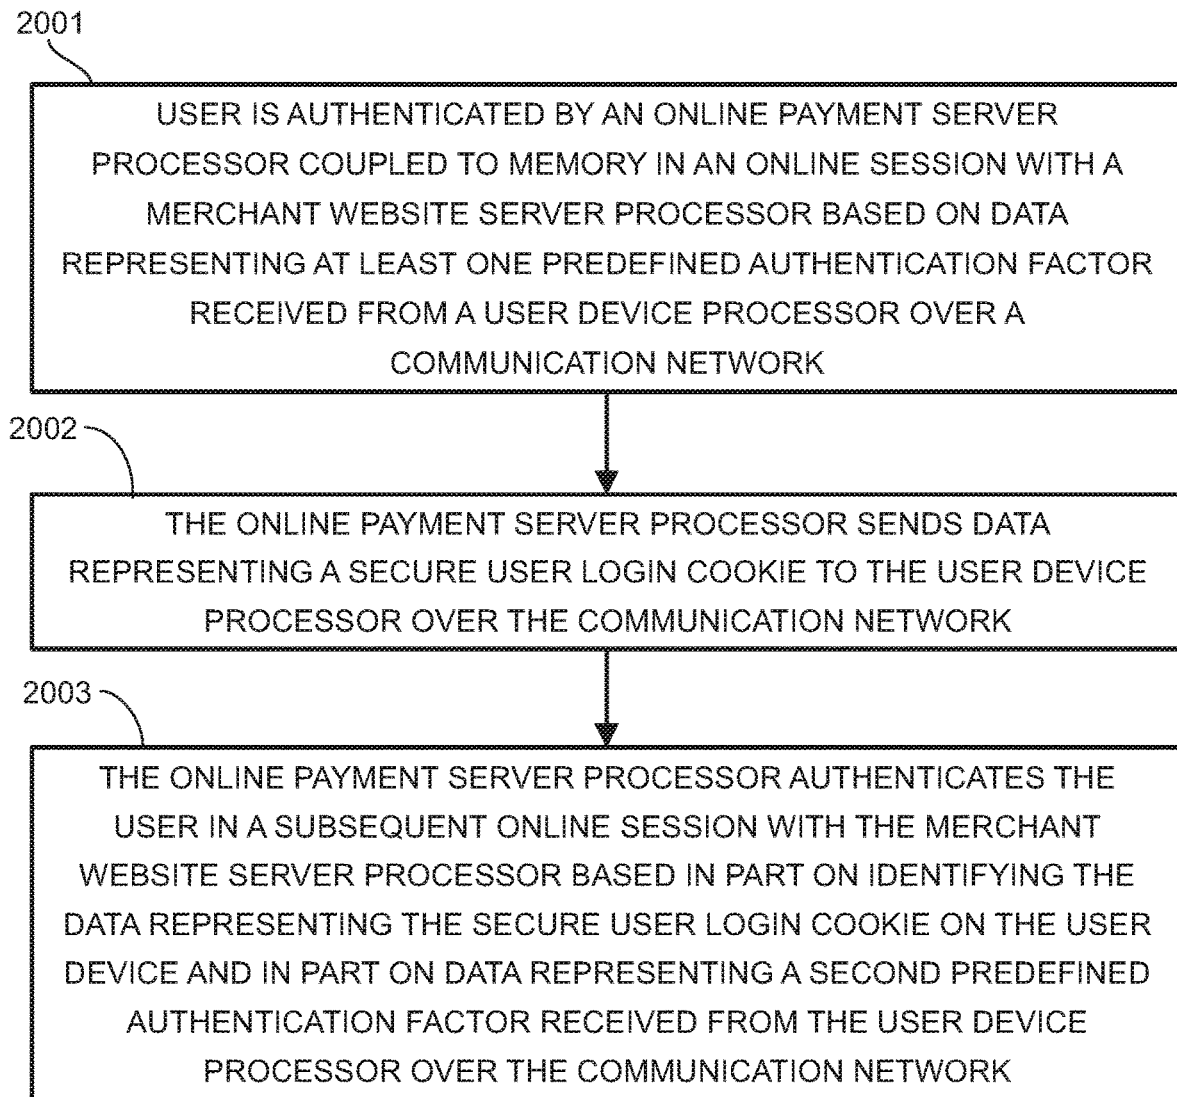 2001
USER IS AUTHENTICATED BY AN ONLINE PAYMENT SERVER
PROCESSOR COUPLED TO MEMORY IN AN ONLINE SESSION WITH A
MERCHANT WEBSITE SERVER PROCESSOR BASED ON DATA
REPRESENTING AT LEAST ONE PREDEFINED AUTHENTICATION FACTOR
RECEIVED FROM A USER DEVICE PROCESSOR OVER A
COMMUNICATION NETWORK
2002
THE ONLINE PAYMENT SERVER PROCESSOR SENDS DATA
REPRESENTING A SECURE USER LOGIN COOKIE TO THE USER DEVICE
PROCESSOR OVER THE COMMUNICATION NETWORK
2003
THE ONLINE PAYMENT SERVER PROCESSOR AUTHENTICATES THE
USER IN A SUBSEQUENT ONLINE SESSION WITH THE MERCHANT
WEBSITE SERVER PROCESSOR BASED IN PART ON IDENTIFYING THE
DATA REPRESENTING THE SECURE USER LOGIN COOKIE ON THE USER
DEVICE AND IN PART ON DATA REPRESENTING A SECOND PREDEFINED
AUTHENTICATION FACTOR RECEIVED FROM THE USER DEVICE
PROCESSOR OVER THE COMMUNICATION NETWORK